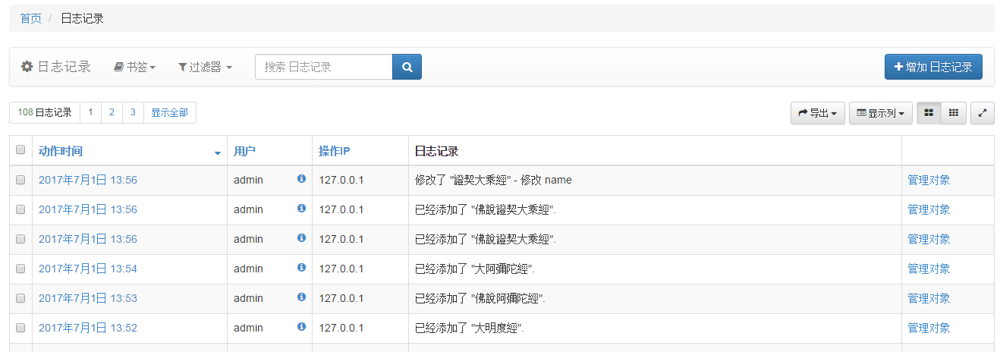 首页 / 日志记录
日志记录 书签 过滤器 搜索 日志记录 增加 日志记录
108 日志记录 1 2 3 显示全部 导出 显示列
动作时间 用户 操作IP 日志记录
2017年7月1日 13:56 admin 127.0.0.1 修改了 "證契大乘經" - 修改 name 管理对象
2017年7月1日 13:56 admin 127.0.0.1 已经添加了 "佛說證契大乘經". 管理对象
2017年7月1日 13:56 admin 127.0.0.1 已经添加了 "佛說證契大乘經". 管理对象
2017年7月1日 13:54 admin 127.0.0.1 已经添加了 "大阿彌陀經". 管理对象
2017年7月1日 13:53 admin 127.0.0.1 已经添加了 "佛說阿彌陀經". 管理对象
2017年7月1日 13:52 admin 127.0.0.1 已经添加了 "大明度經". 管理对象